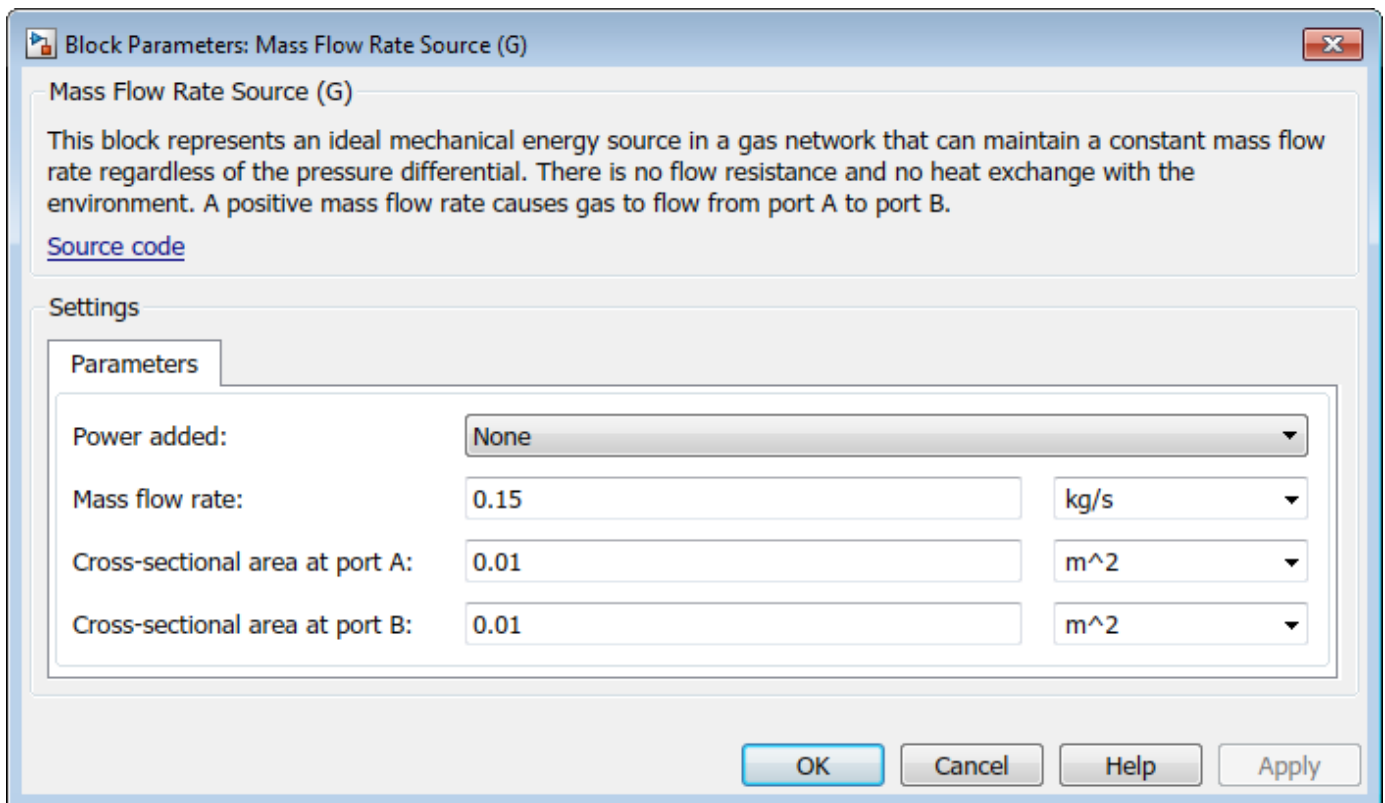 Block Parameters: Mass Flow Rate Source (G)
Mass Flow Rate Source (G)
This block represents an ideal mechanical energy source in a gas network that can maintain a constant mass flow
rate regardless of the pressure differential. There is no flow resistance and no heat exchange with the
environment. A positive mass flow rate causes gas to flow from port A to port B.
Source code
Settings
Parameters
Power added: None
Mass flow rate: 0.15 kg/s
Cross-sectional area at port A: 0.01 m^2
Cross-sectional area at port B: 0.01 m^2
OK Cancel Help Apply